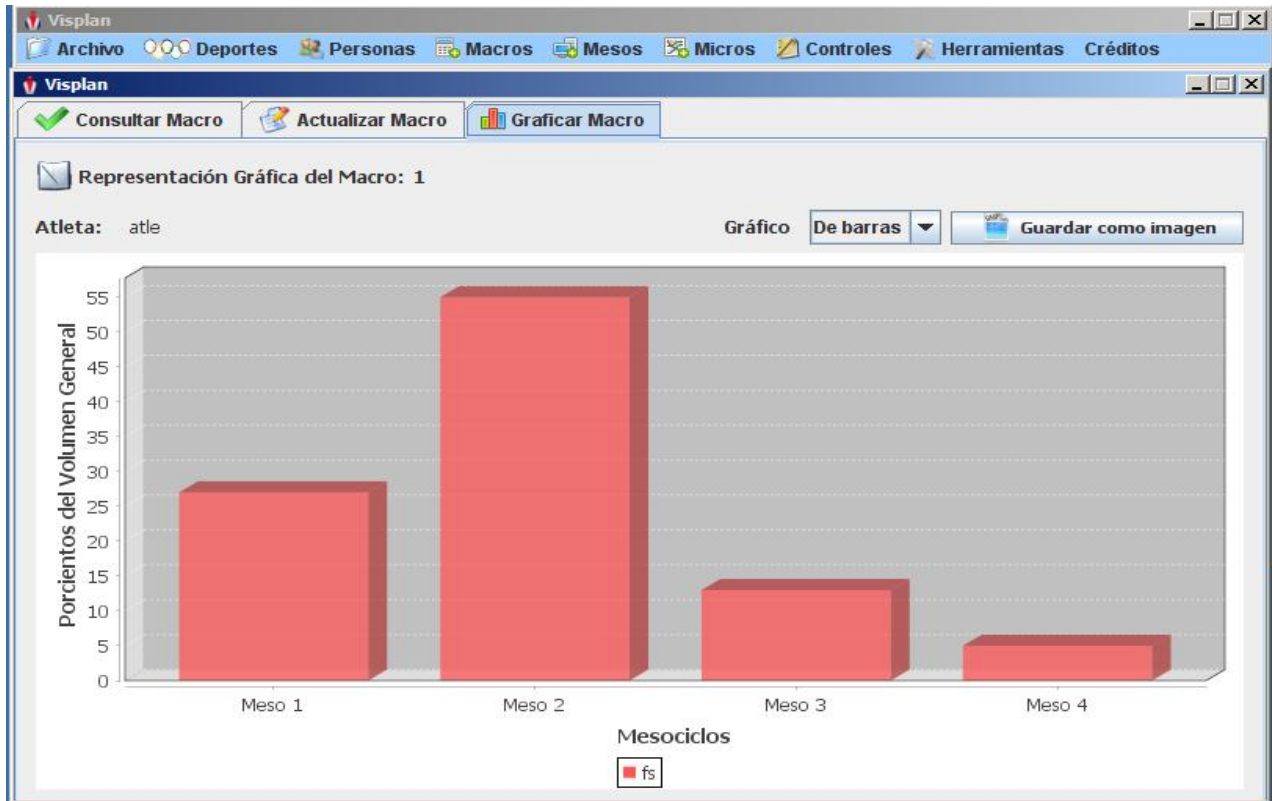 Visplan
Archivo Deportes Personas Macros Mesos Micros Controles Herramientas Créditos
Visplan
Consultar Macro Actualizar Macro Graficar Macro
Representación Gráfica del Macro: 1
Atleta: atle Gráfico De barras Guardar como imagen
Porcientos del Volumen General
55
50
45
40
35
30
25
20
15
10
5
0
Meso 1 Meso 2 Meso 3 Meso 4
Mesociclos
fs